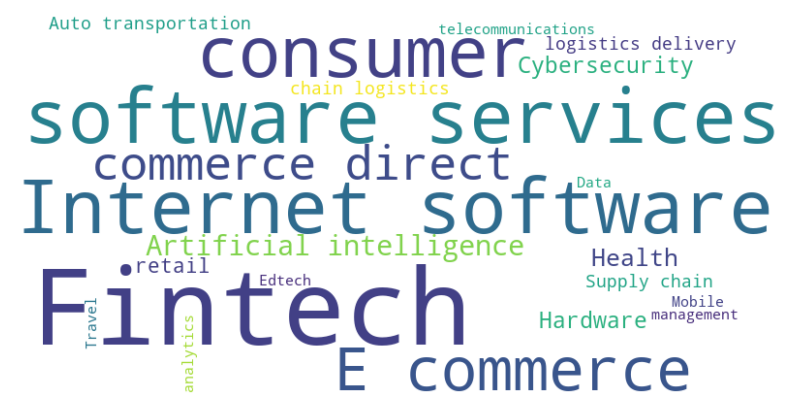 Auto transportation
telecommunications
consumer
logistics delivery
Cybersecurity
chain logistics
software services
commerce direct
Internet software
Data
Artificial intelligence
Health
retail
Fintech
Edtech
Supply chain
Travel
Mobile
management
Hardware
analytics
E commerce